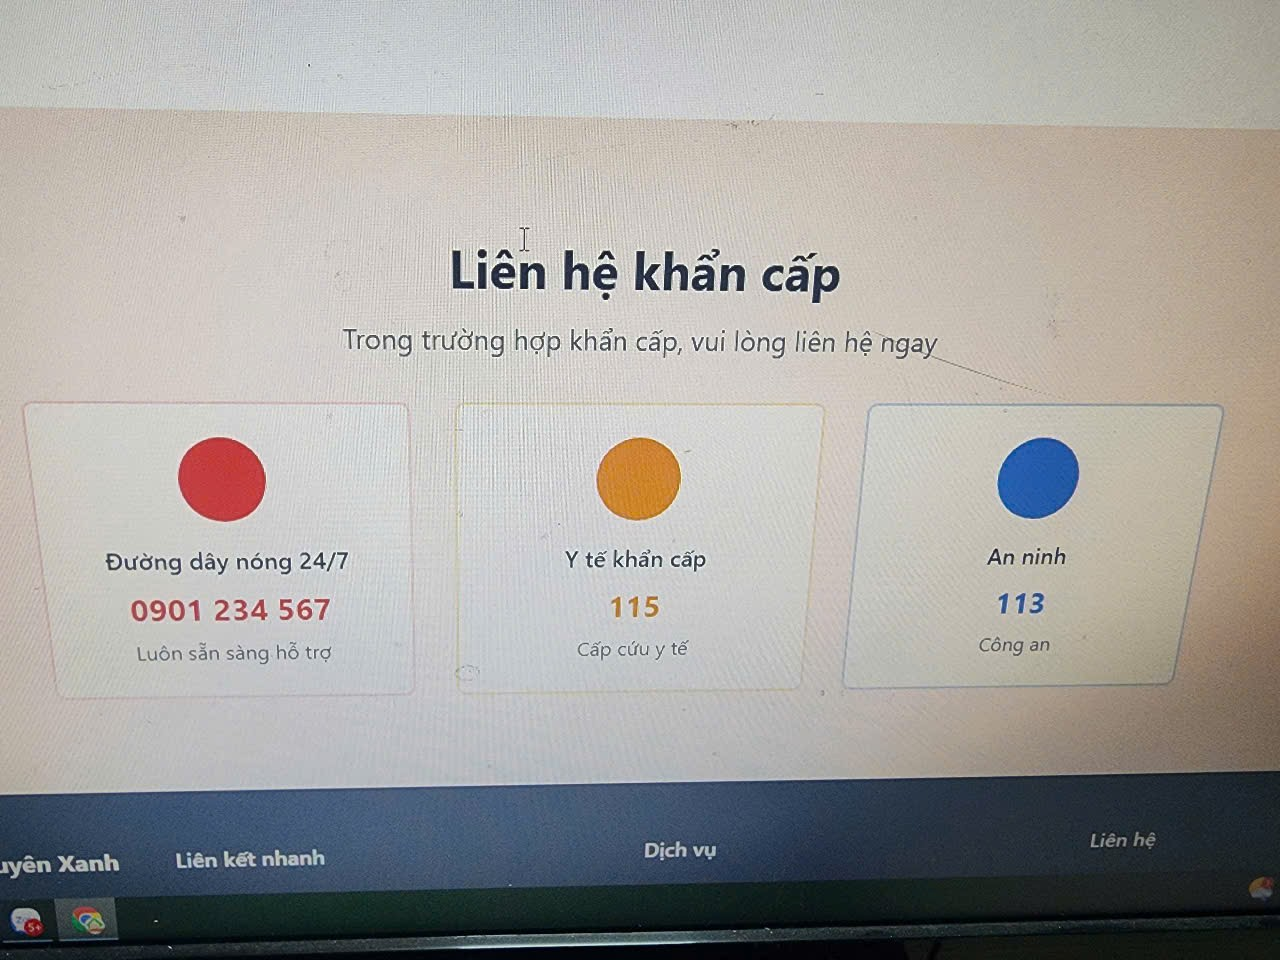 Liên hệ khẩn cấp
Trong trường hợp khẩn cấp, vui lòng liên hệ ngay
Đường dây nóng 24/7
0901 234 567
Luôn sẵn sàng hỗ trợ
Y tế khẩn cấp
115
Cấp cứu y tế
An ninh
113
Công an
Xanh
Liên kết nhanh
Dịch vụ
Liên hệ
5+